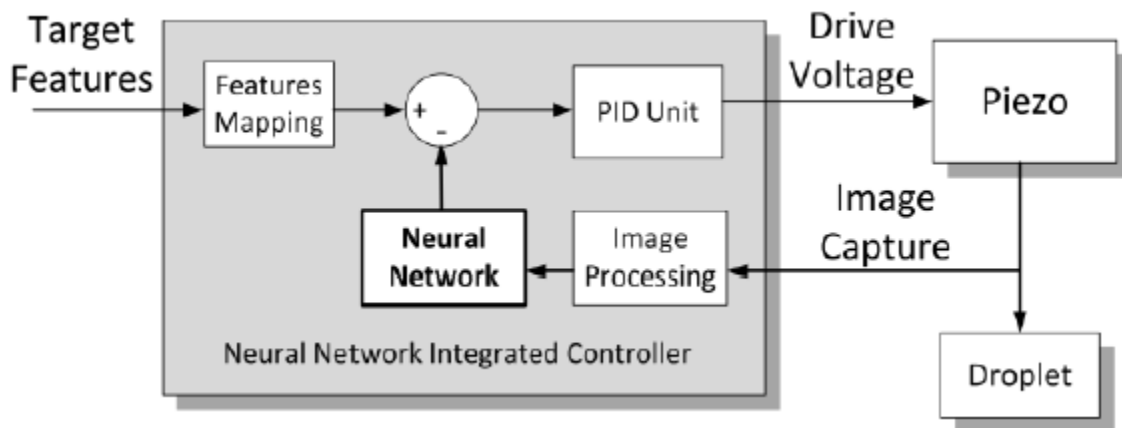 Target
Features
Features
Mapping
+
-
PID Unit
Drive
Voltage
Piezo
Neural
Network
Image
Processing
Image
Capture
Neural Network Integrated Controller
Droplet